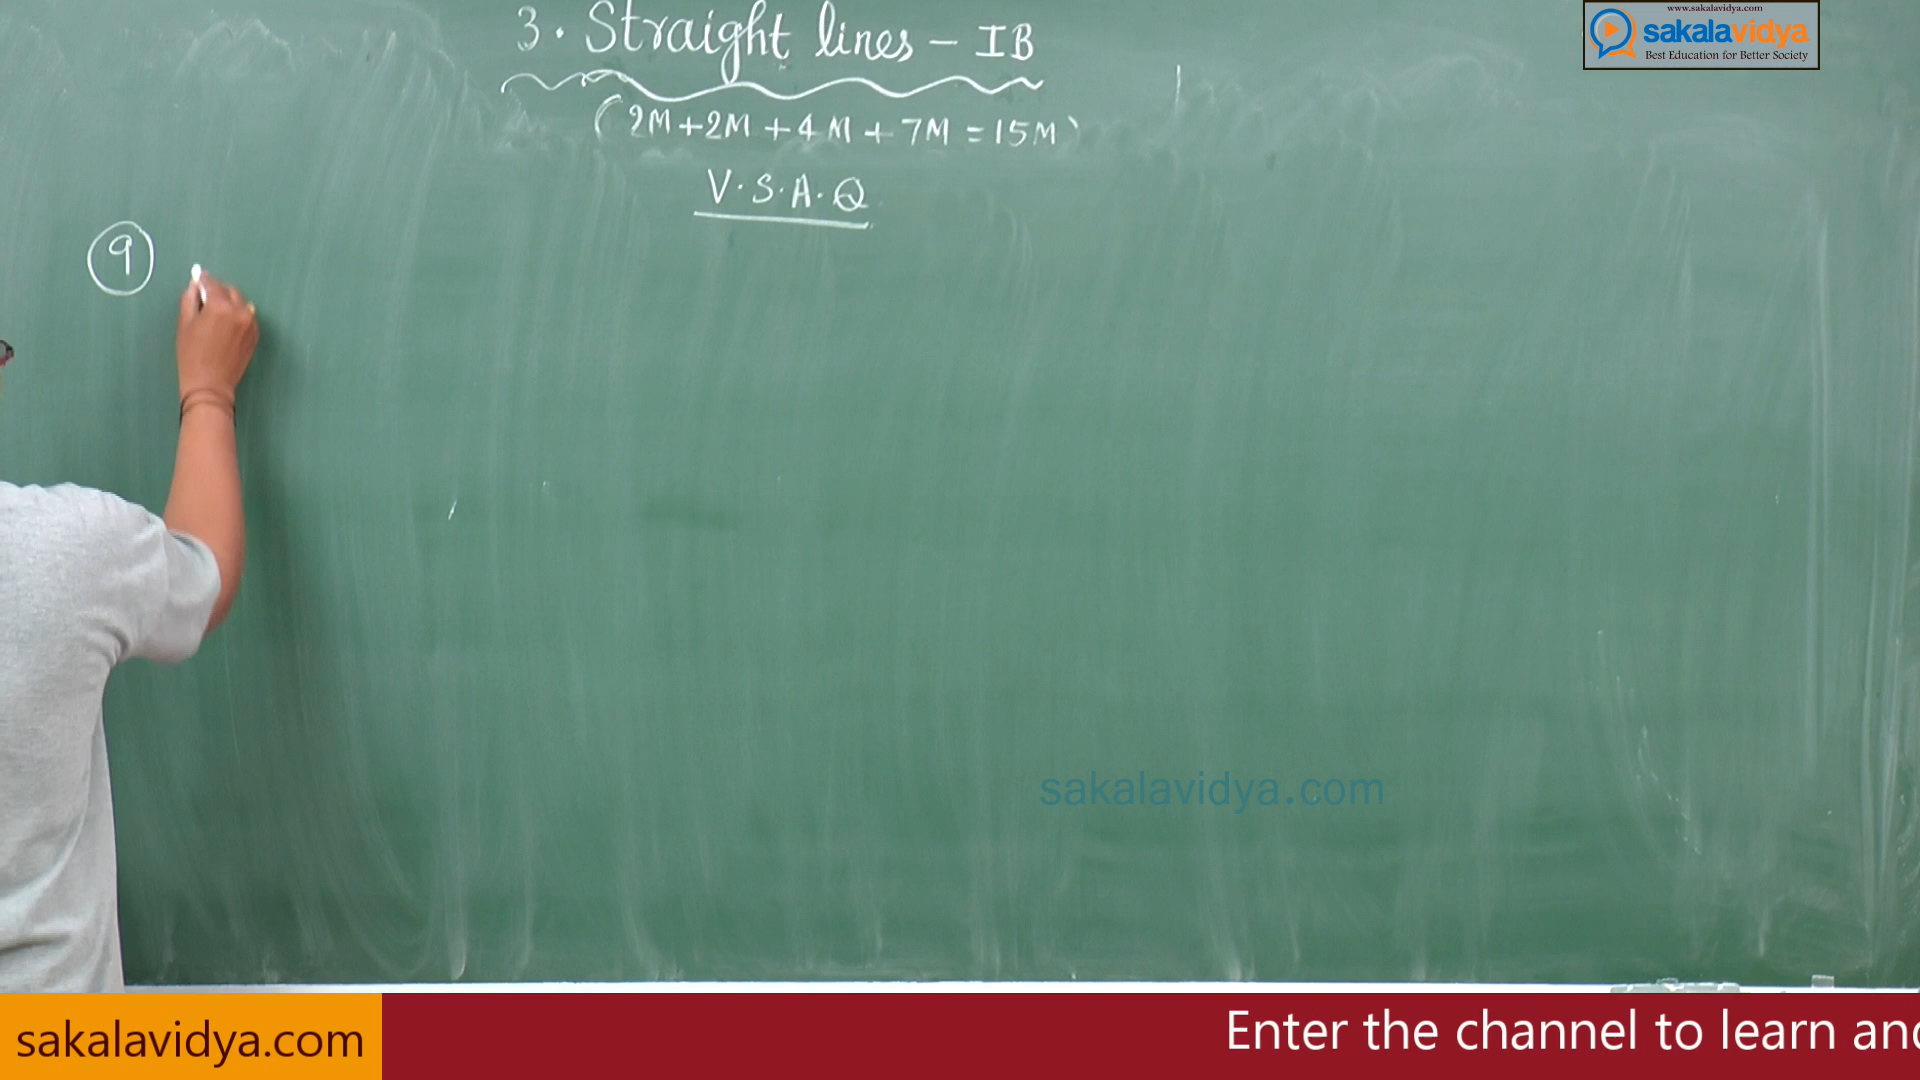 www.sakalavidya.com
sakalavidya
Best Education for Better Society
3. Straight lines - IB
(2M+2M+4M+7M=15M)
V.S.A.Q
9
sakalavidya.com
sakalavidya.com
Enter the channel to learn and